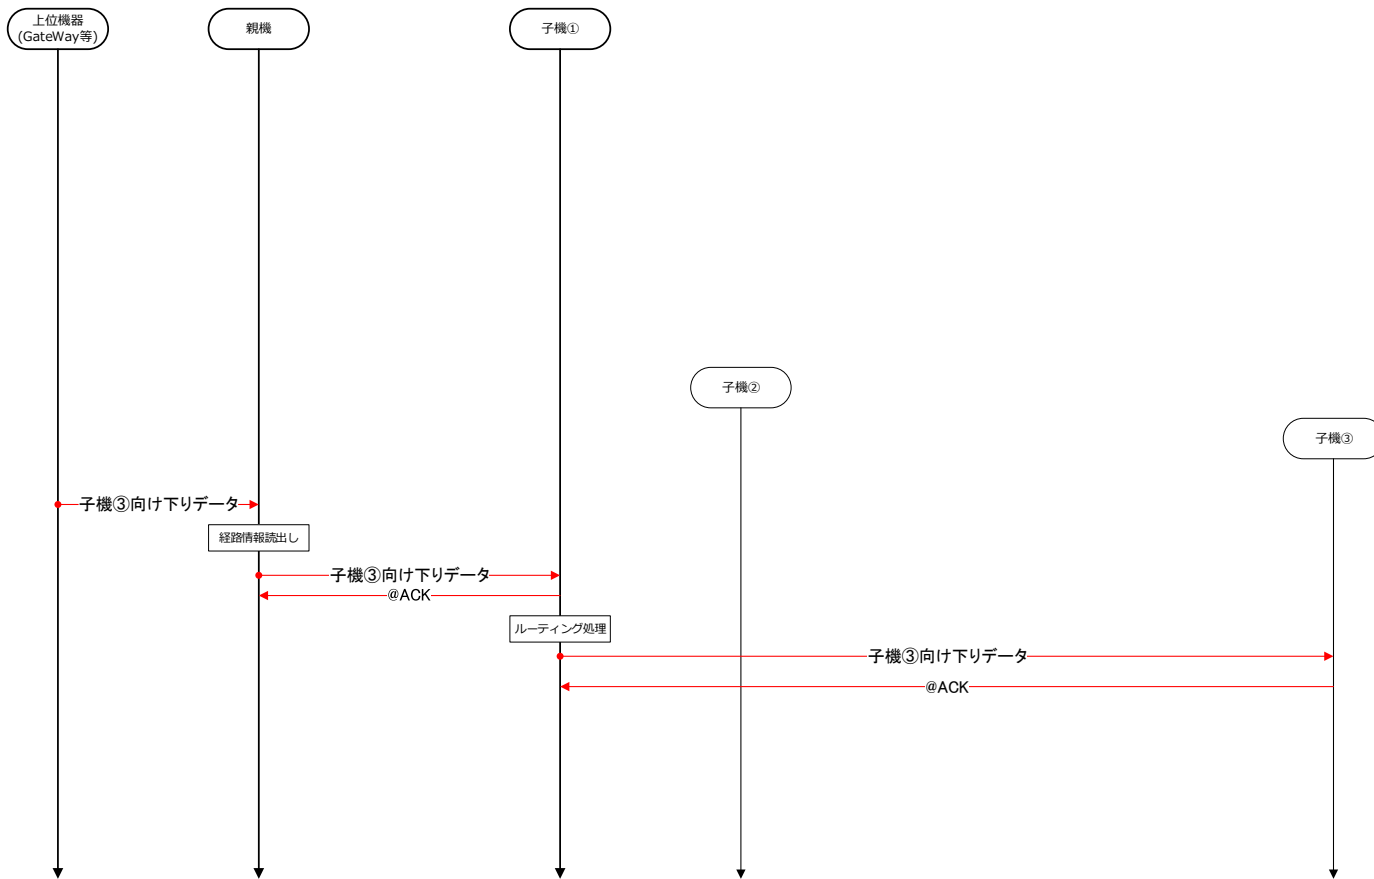 上位機器
(GateWay等)
親機
子機①
子機②
子機③
子機③向け下りデータ
経路情報読出し
子機③向け下りデータ
@ACK
ルーティング処理
子機③向け下りデータ
@ACK